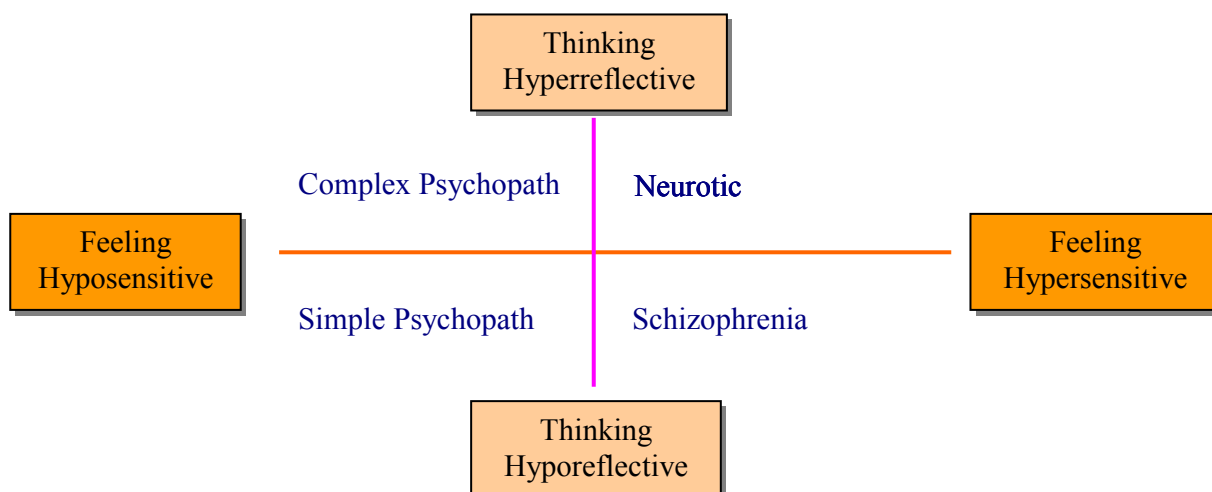 Thinking
Hyperreflective
Complex Psychopath
Neurotic
Feeling
Hyposensitive
Feeling
Hypersensitive
Simple Psychopath
Schizophrenia
Thinking
Hyporeflective